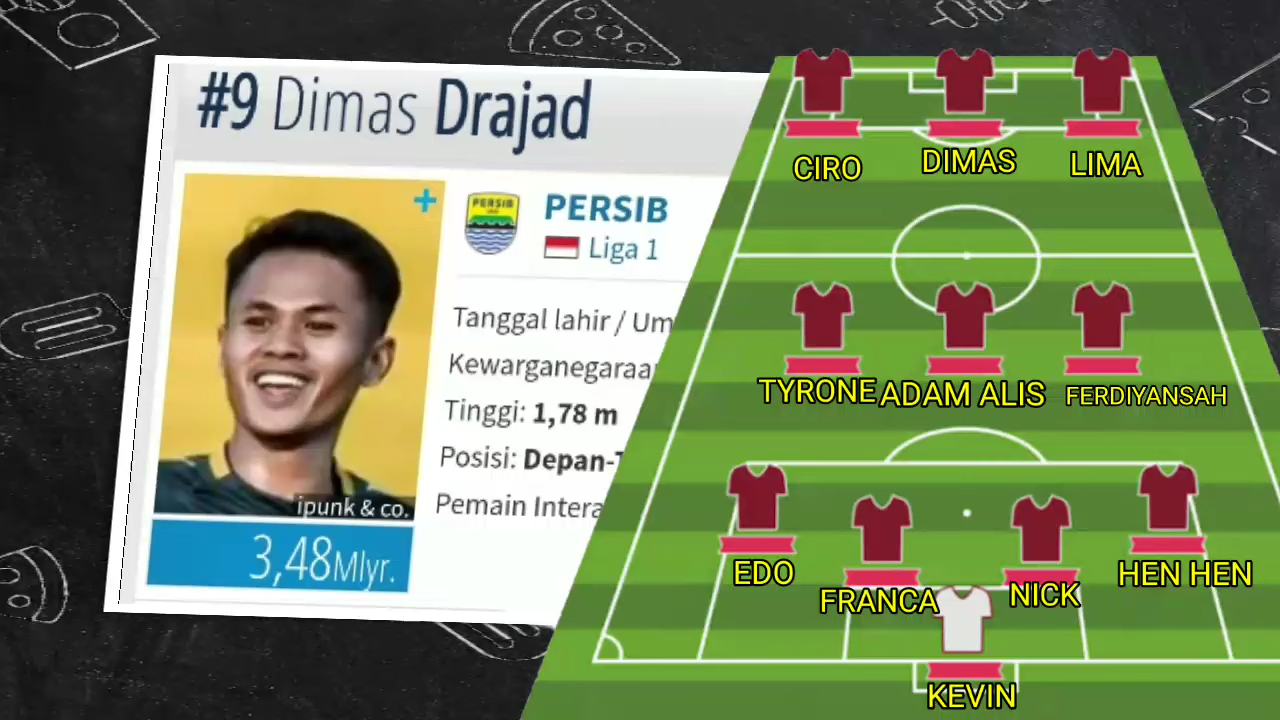 #9 Dimas Drajad
PERSIB
PERSIB
Liga 1
Tanggal lahir / Um
Kewarganegaraa
Tinggi: 1,78 m
Posisi: Depan-T
Pemain Intera
ipunk & co.
3,48Mlyr.
CIRO
DIMAS
LIMA
TYRONE
ADAM ALIS
FERDIYANSAH
EDO
FRANCA
NICK
HEN HEN
KEVIN